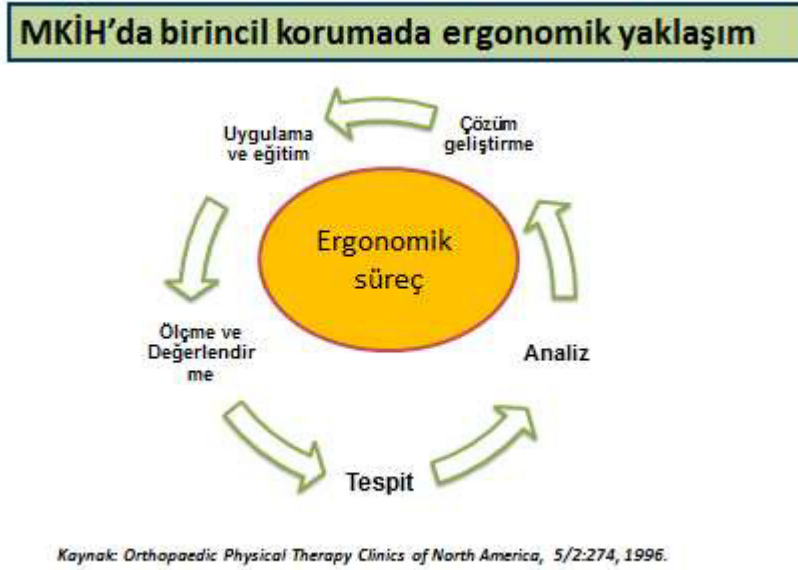 MKİH'da birincil korumada ergonomik yaklaşım
Çözüm
geliştirme
Uygulama
ve eğitim
Ergonomik
süreç
Ölçme ve
Değerlendir
me
Analiz
Tespit
Kaynak: Orthopaedic Physical Therapy Clinics of North America, 5/2:274, 1996.